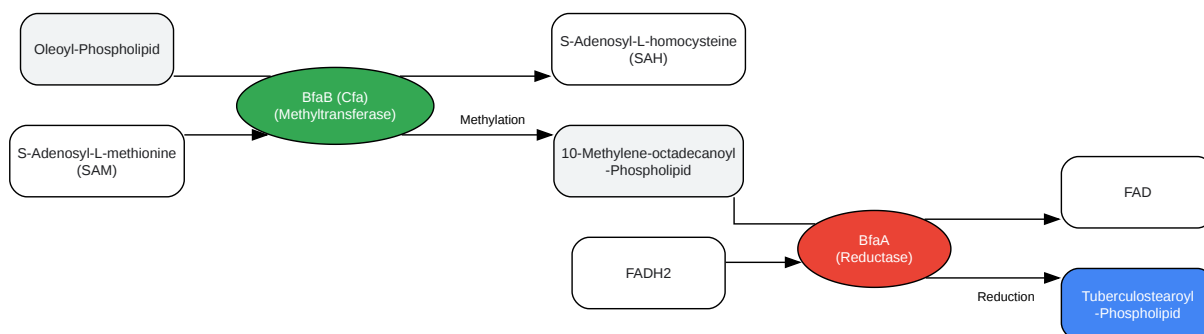 Oleoyl-Phospholipid
S-Adenosyl-L-homocysteine
(SAH)
BfaB (Cfa)
(Methyltransferase)
Methylation
S-Adenosyl-L-methionine
(SAM)
10-Methylene-octadecanoyl
-Phospholipid
FAD
BfaA
(Reductase)
FADH2
Reduction
Tuberculostearoyl
-Phospholipid